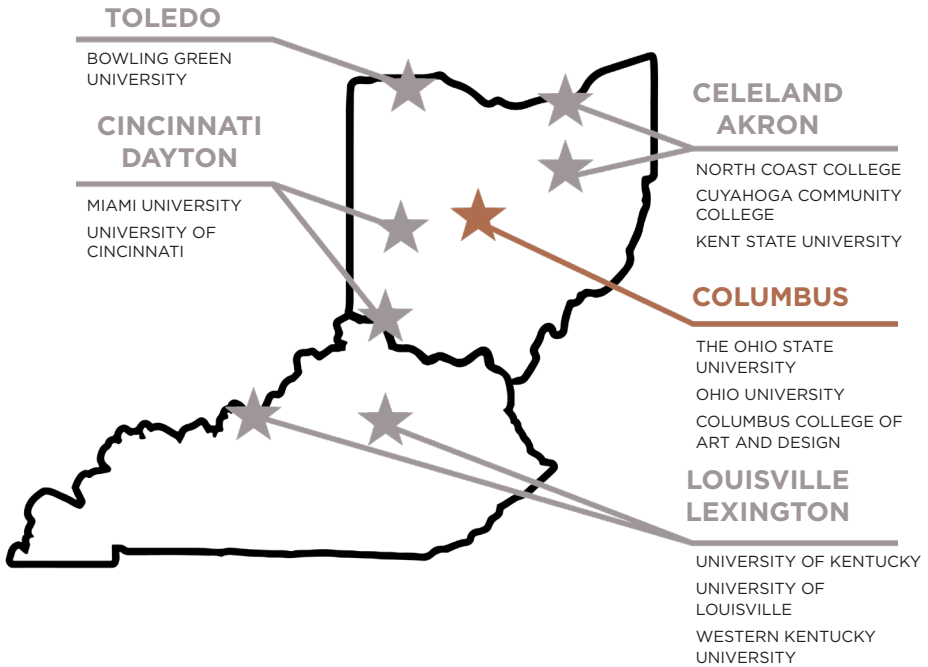 TOLEDO
BOWLING GREEN
UNIVERSITY
CINCINNATI
DAYTON
MIAMI UNIVERSITY
UNIVERSITY OF
CINCINNATI
CELELAND
AKRON
NORTH COAST COLLEGE
CUYAHOGA COMMUNITY
COLLEGE
KENT STATE UNIVERSITY
COLUMBUS
THE OHIO STATE
UNIVERSITY
OHIO UNIVERSITY
COLUMBUS COLLEGE OF
ART AND DESIGN
LOUISVILLE
LEXINGTON
UNIVERSITY OF KENTUCKY
UNIVERSITY OF
LOUISVILLE
WESTERN KENTUCKY
UNIVERSITY